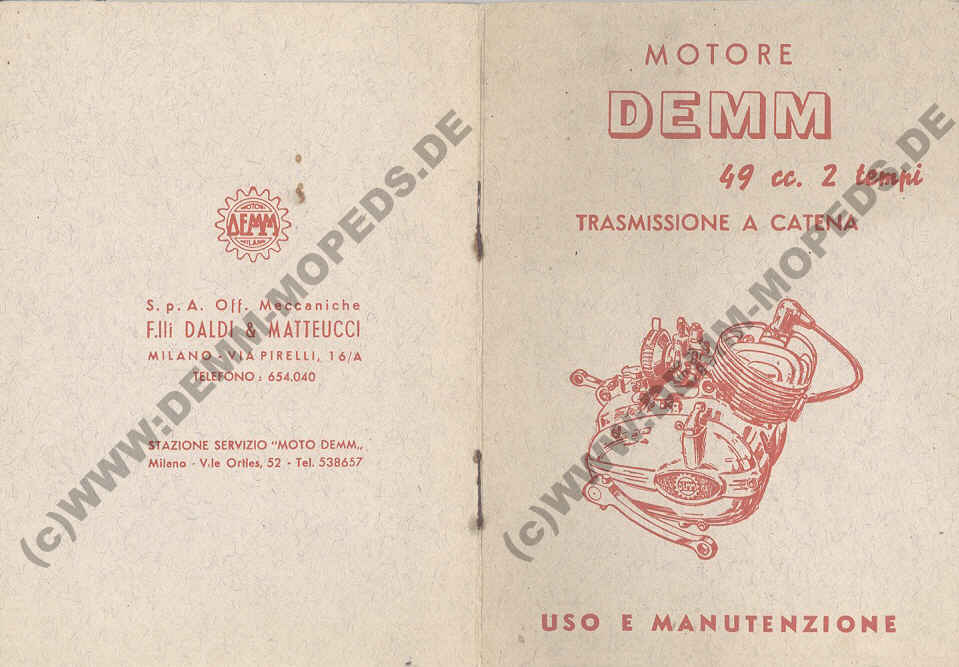 MOTOR
DEMM
MILANO
S.p.A. Off. Meccaniche
F.lli DALDI & MATTEUCCI
MILANO - VIA PIRELLI, 16/A
TELEFONO: 654.040
STAZIONE SERVIZIO "MOTO DEMM„
Milano - V.le Ortles, 52 - Tel. 538657
MOTORE
DEMM
49 cc. 2 tempi
TRASMISSIONE A CATENA
DEMM
USO E MANUTENZIONE
(c)WWW:DEMM-MOPEDS.DE
(c)WWW:DEMM-MOPEDS.DE